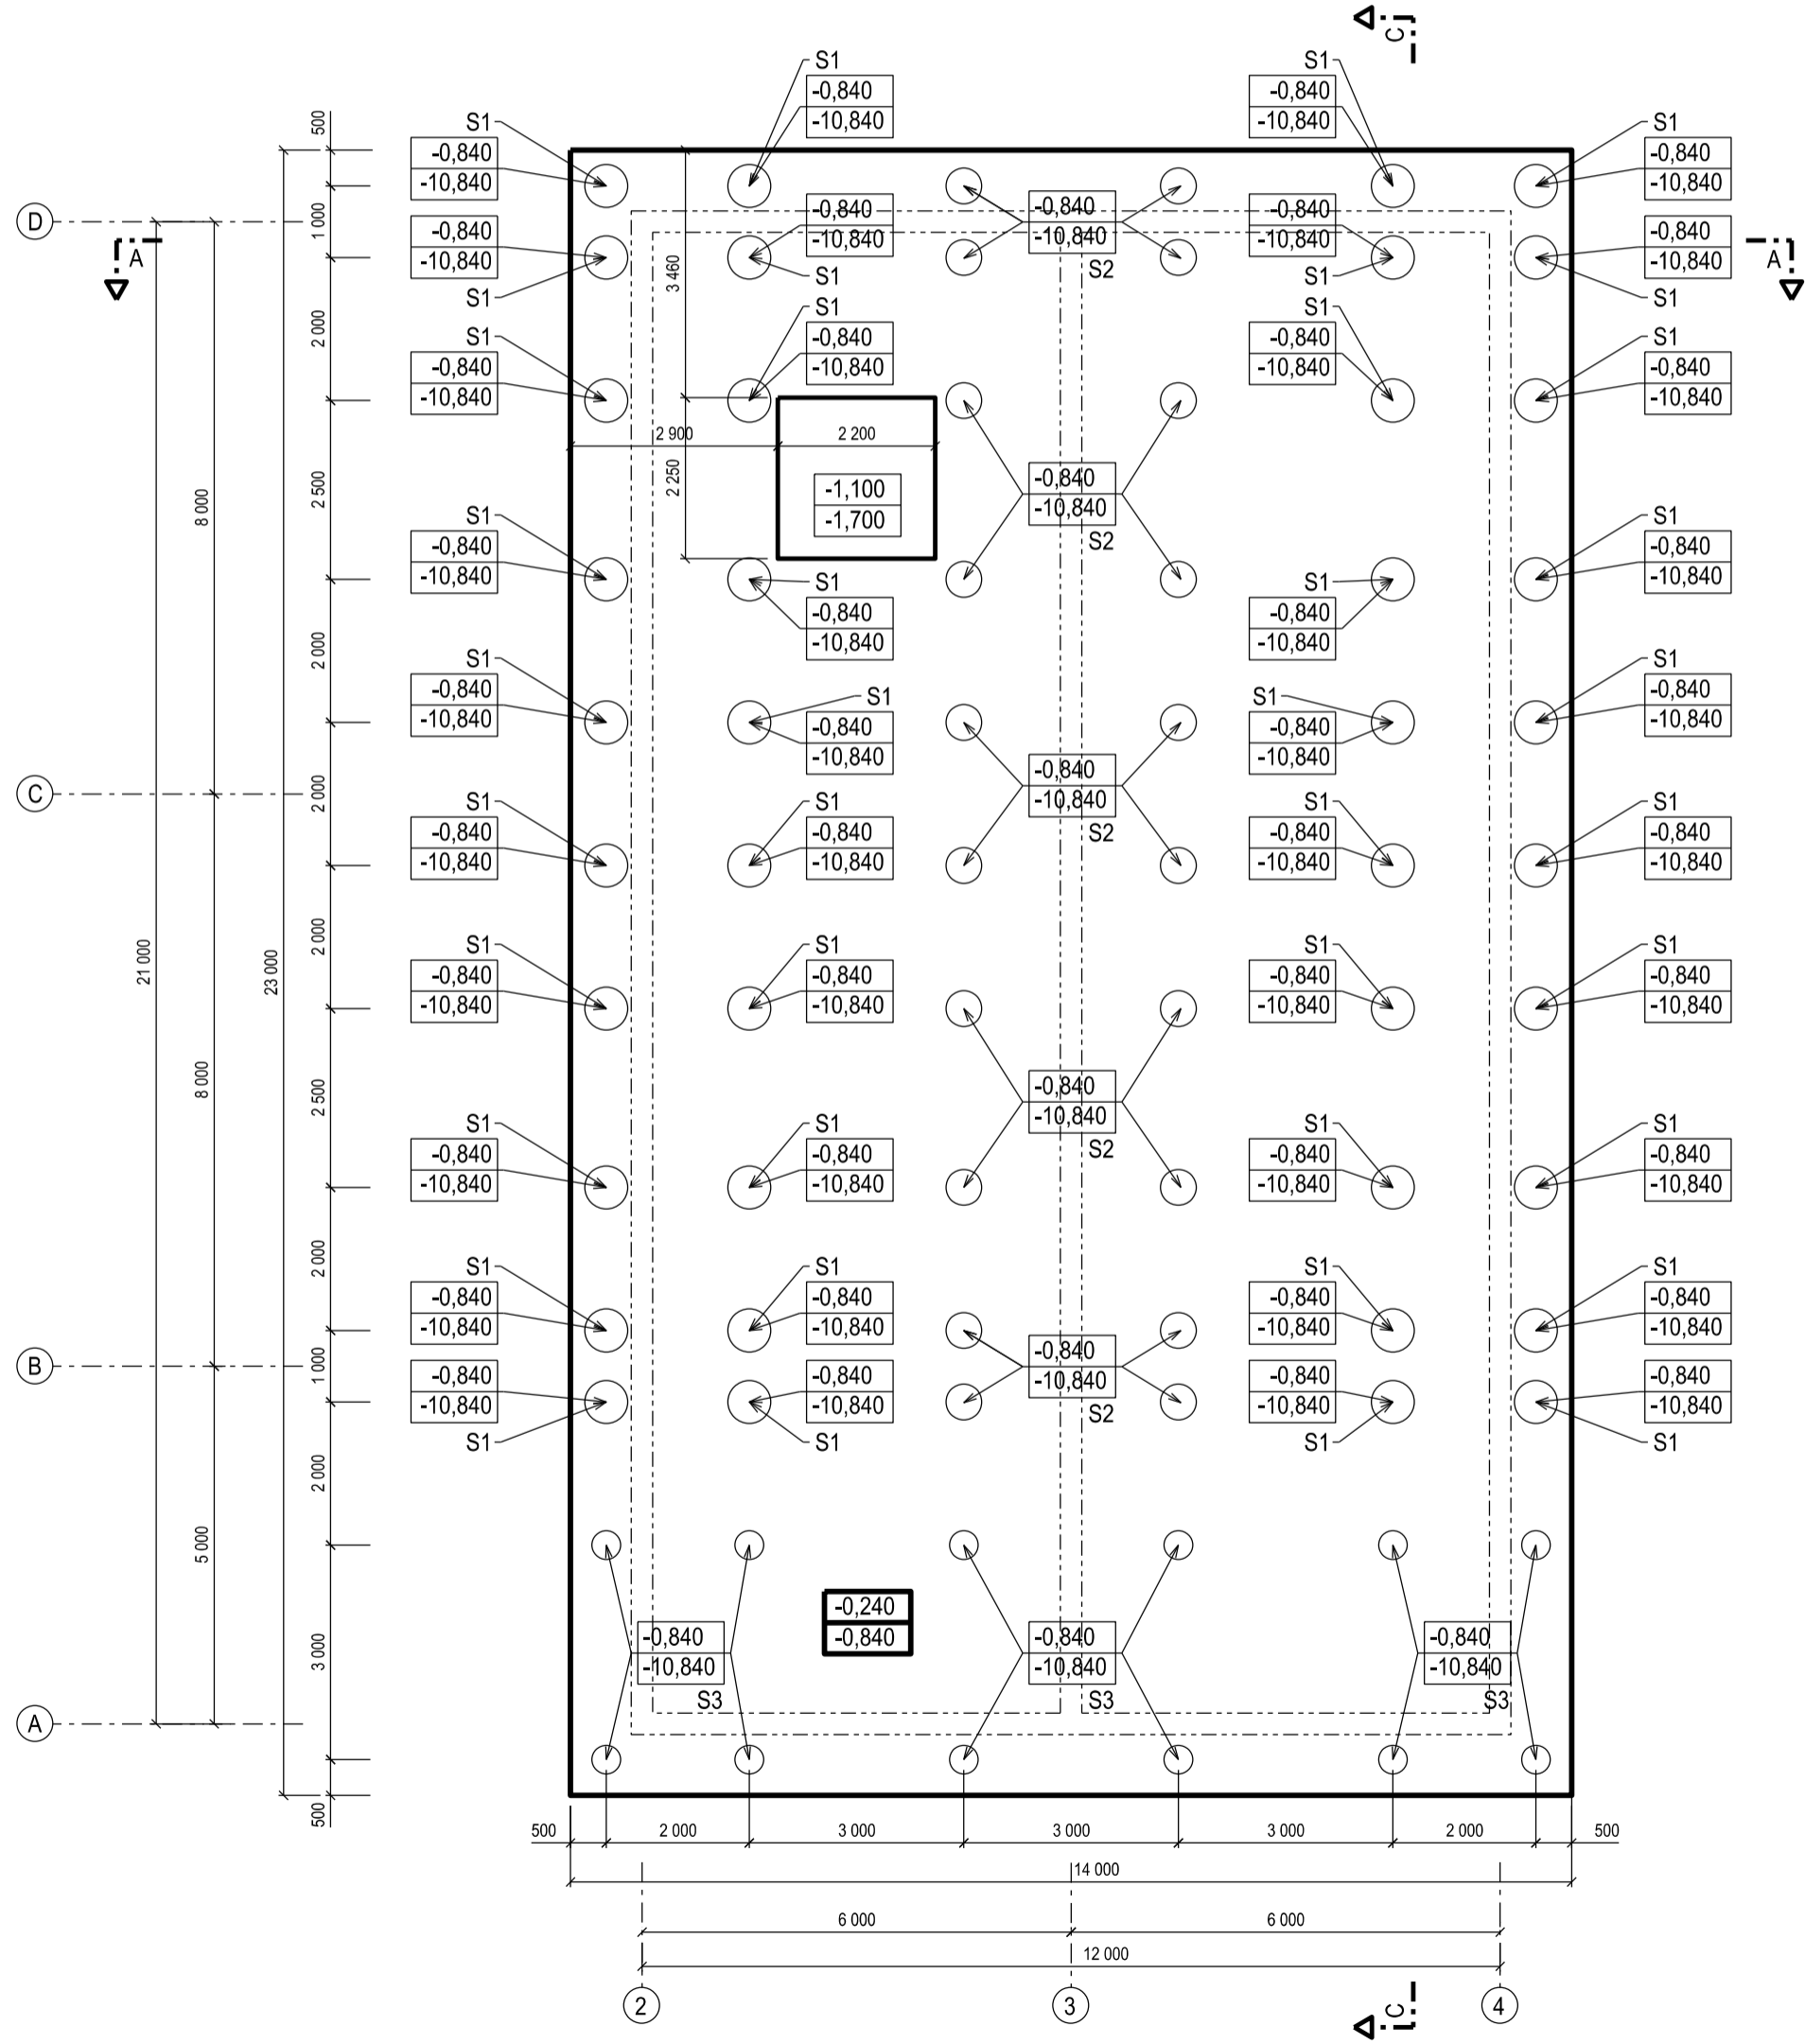 C
S1
-0,840
-10,840
S1
-0,840
-10,840
S1
-0,840
-10,840
S1
-0,840
-10,840
500
D
1 000
-0,840
-10,840
-0,840
-10,840
-0,840
-10,840
-0,840
-10,840
-0,840
-10,840
A
A
S1
S1
S2
S1
S1
3 460
2 000
S1
-0,840
-10,840
S1
-0,840
-10,840
S1
-0,840
-10,840
S1
-0,840
-10,840
2 900
2 200
2 250
-1,100
-1,700
-0,840
-10,840
S2
8 000
2 500
S1
-0,840
-10,840
S1
-0,840
-10,840
S1
-0,840
-10,840
S1
-0,840
-10,840
2 000
S1
-0,840
-10,840
S1
-0,840
-10,840
S1
-0,840
-10,840
S1
-0,840
-10,840
-0,840
-10,840
S2
C
2 000
S1
-0,840
-10,840
S1
-0,840
-10,840
S1
-0,840
-10,840
S1
-0,840
-10,840
21 000
23 000
2 000
S1
-0,840
-10,840
S1
-0,840
-10,840
S1
-0,840
-10,840
S1
-0,840
-10,840
8 000
2 500
-0,840
-10,840
S2
S1
-0,840
-10,840
S1
-0,840
-10,840
S1
-0,840
-10,840
S1
-0,840
-10,840
2 000
S1
-0,840
-10,840
S1
-0,840
-10,840
S1
-0,840
-10,840
S1
-0,840
-10,840
B
1 000
-0,840
-10,840
S1
-0,840
-10,840
S1
-0,840
-10,840
S2
-0,840
-10,840
S1
-0,840
-10,840
S1
2 000
5 000
3 000
-0,240
-0,840
-0,840
-10,840
S3
-0,840
-10,840
S3
-0,840
-10,840
S3
A
500
500
2 000
3 000
3 000
3 000
2 000
500
14 000
6 000
6 000
12 000
2
3
4
C